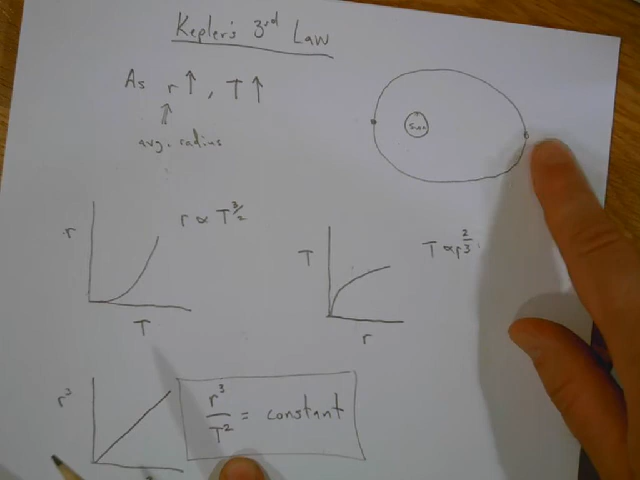 Kepler's 3rd Law
As r↑, T↑
↑
avg. radius
Sun
r
r ∝ T^3/2
T
T
T ∝ r^2/3
r
r³
r³/T² = constant